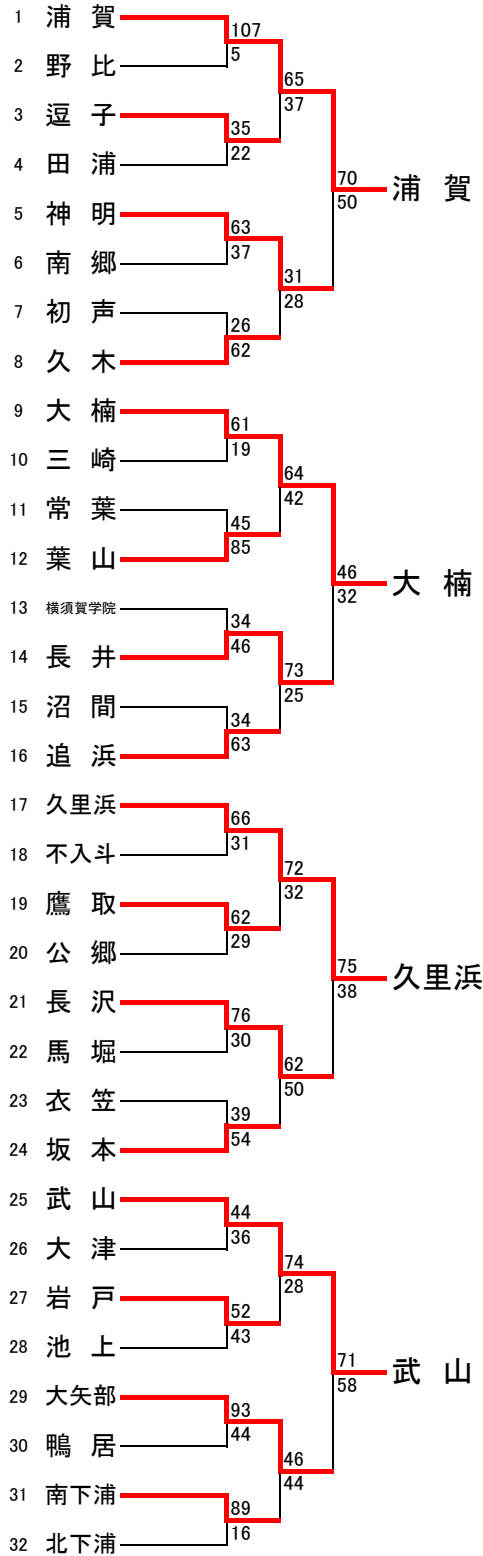 1 浦賀
107
5
2 野比
65
37
3 逗子
35
22
4 田浦
70
50
浦賀
5 神明
63
37
6 南郷
31
28
7 初声
26
62
8 久木
9 大楠
61
19
10 三崎
64
42
11 常葉
45
85
12 葉山
46
32
大楠
13 横須賀学院
34
46
14 長井
73
25
15 沼間
34
63
16 追浜
17 久里浜
66
31
18 不入斗
72
32
19 鷹取
62
29
20 公郷
75
38
久里浜
21 長沢
76
30
22 馬堀
62
50
23 衣笠
39
54
24 坂本
25 武山
44
36
26 大津
74
28
27 岩戸
52
43
28 池上
71
58
武山
29 大矢部
93
44
30 鴨居
46
44
31 南下浦
89
16
32 北下浦